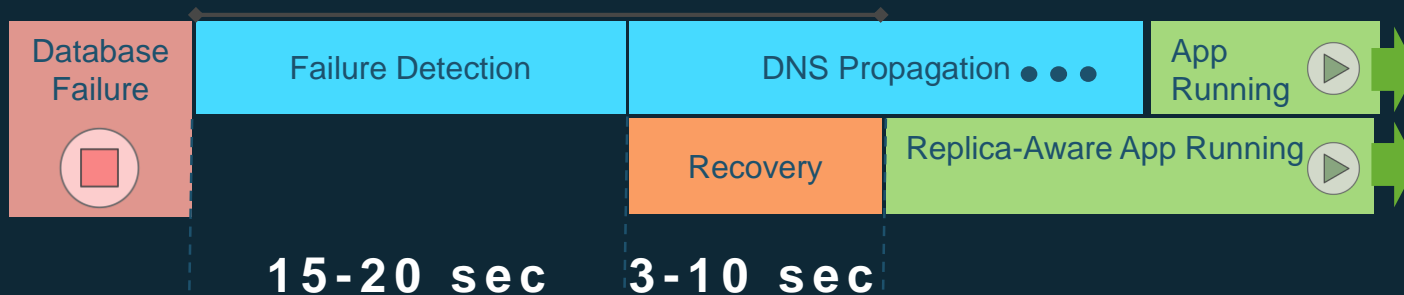 Database
Failure
Failure Detection
DNS Propagation
App
Running
Recovery
Replica-Aware App Running
15-20 sec
3-10 sec